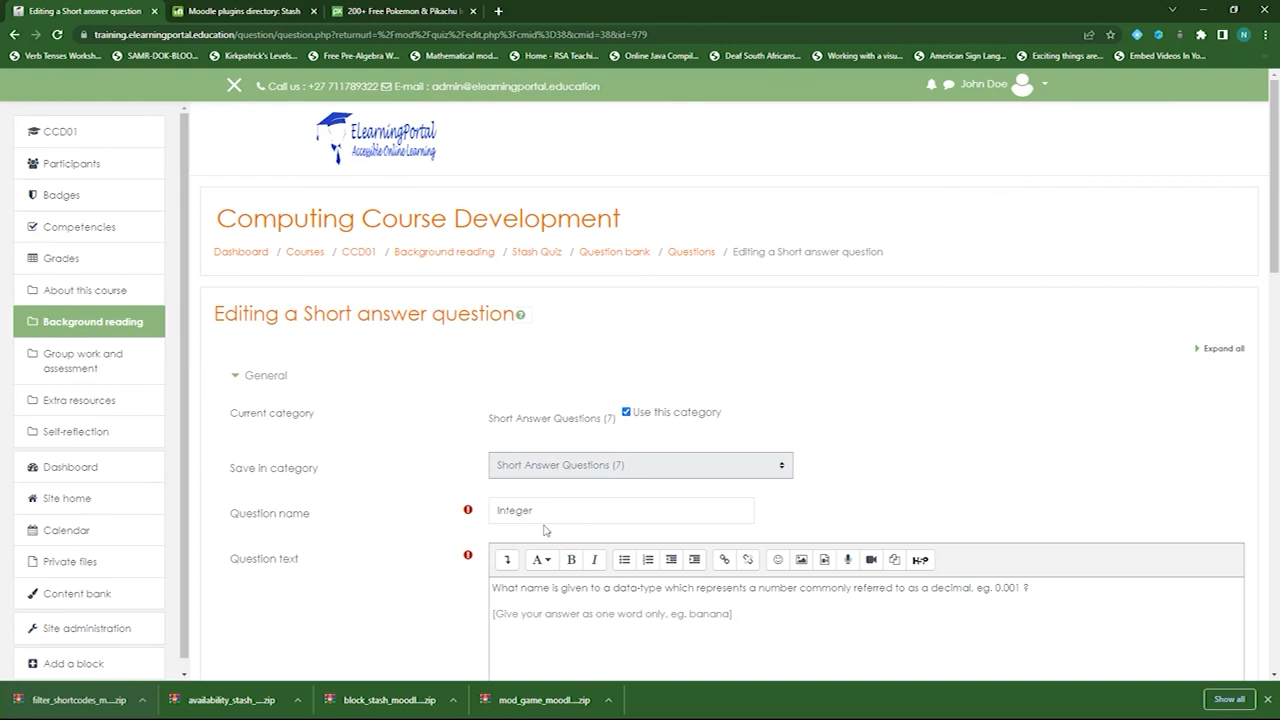 Editing a Short answer question
Moodle plugins directory: Stash
200+ Free Pokemon & Pikachu I
training.elearningportal.education/question/question.php?returnurl=%2Fmod%2Fquiz%2Fedit.php%3Fcmid%3D38&cmid=38&id=979
Verb Tenses Worksh...
SAMR-DOK-BLOO...
Kirkpatrick's Levels...
Free Pre-Algebra W...
Mathematical mod...
Home - RSA Teachi...
Online Java Compil...
Deaf South Africans...
Working with a visu...
American Sign Lang...
Exciting things are...
Embed Videos In Yo...
Call us : +27 711789322 E-mail : admin@elearningportal.education
John Doe
ElearningPortal
Accessible Online Learning
CCD01
Participants
Badges
Competencies
Grades
About this course
Background reading
Group work and
assessment
Extra resources
Self-reflection
Dashboard
Site home
Calendar
Private files
Content bank
Site administration
Add a block
Computing Course Development
Dashboard / Courses / CCD01 / Background reading / Stash Quiz / Question bank / Questions / Editing a Short answer question
Editing a Short answer question
Expand all
General
Current category
Short Answer Questions (7) Use this category
Save in category
Short Answer Questions (7)
Question name
Integer
Question text
A B I
H-P
What name is given to a data-type which represents a number commonly referred to as a decimal, eg. 0.001 ?
[Give your answer as one word only, eg. banana]
filter_shortcodes_m....zip
availability_stash_....zip
block_stash_moodl....zip
mod_game_moodl....zip
Show all